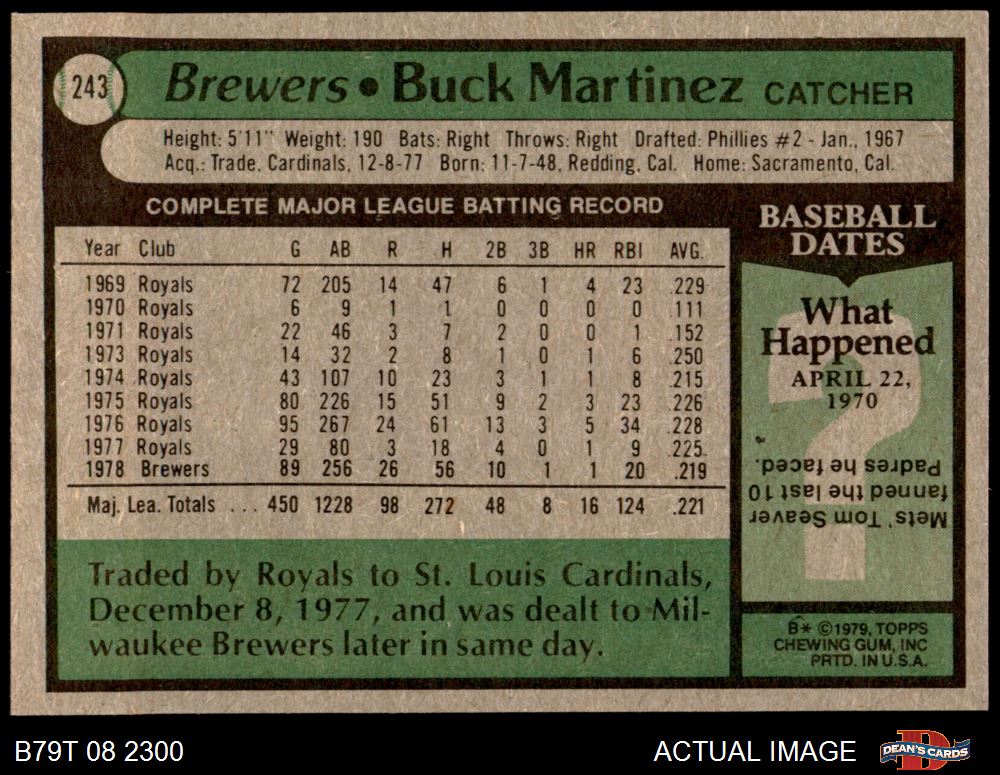 243
Brewers • Buck Martinez CATCHER
Height: 5'11" Weight: 190 Bats: Right Throws: Right Drafted: Phillies #2 - Jan., 1967
Acq.: Trade, Cardinals, 12-8-77 Born: 11-7-48, Redding, Cal. Home: Sacramento, Cal.
COMPLETE MAJOR LEAGUE BATTING RECORD
Year Club G AB R H 2B 3B HR RBI AVG.
1969 Royals 72 205 14 47 6 1 4 23 .229
1970 Royals 6 9 1 1 0 0 0 0 .111
1971 Royals 22 46 3 7 2 0 0 1 .152
1973 Royals 14 32 2 8 1 0 1 6 .250
1974 Royals 43 107 10 23 3 1 1 8 .215
1975 Royals 80 226 15 51 9 2 3 23 .226
1976 Royals 95 267 24 61 13 3 5 34 .228
1977 Royals 29 80 3 18 4 0 1 9 .225
1978 Brewers 89 256 26 56 10 1 1 20 .219
Maj. Lea. Totals ... 450 1228 98 272 48 8 16 124 .221
Traded by Royals to St. Louis Cardinals,
December 8, 1977, and was dealt to Mil-
waukee Brewers later in same day.
BASEBALL
DATES
What
Happened
APRIL 22,
1970
?
Mets' Tom Seaver
fanned the last 10
Padres he faced.
B* ©1979, TOPPS
CHEWING GUM, INC
PRTD. IN U.S.A.
B79T 08 2300
ACTUAL IMAGE
DEAN'S CARDS